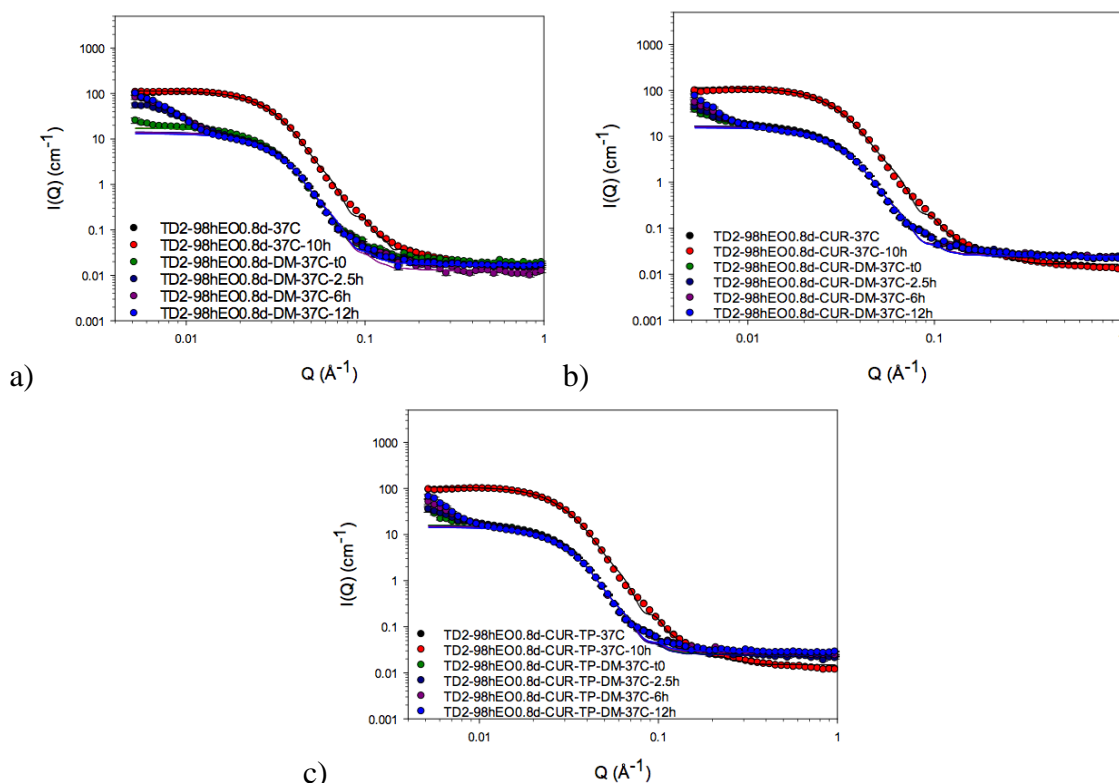 1000
100
10
1
0.1
0.01
0.001
I(Q) (cm⁻¹)
TD2-98hEO0.8d-37C
TD2-98hEO0.8d-37C-10h
TD2-98hEO0.8d-DM-37C-t0
TD2-98hEO0.8d-DM-37C-2.5h
TD2-98hEO0.8d-DM-37C-6h
TD2-98hEO0.8d-DM-37C-12h
0.01 0.1 1
Q (Å⁻¹)
a)
1000
100
10
1
0.1
0.01
0.001
I(Q) (cm⁻¹)
TD2-98hEO0.8d-CUR-37C
TD2-98hEO0.8d-CUR-37C-10h
TD2-98hEO0.8d-CUR-DM-37C-t0
TD2-98hEO0.8d-CUR-DM-37C-2.5h
TD2-98hEO0.8d-CUR-DM-37C-6h
TD2-98hEO0.8d-CUR-DM-37C-12h
0.01 0.1
Q (Å⁻¹)
b)
1000
100
10
1
0.1
0.01
0.001
I(Q) (cm⁻¹)
TD2-98hEO0.8d-CUR-TP-37C
TD2-98hEO0.8d-CUR-TP-37C-10h
TD2-98hEO0.8d-CUR-TP-DM-37C-t0
TD2-98hEO0.8d-CUR-TP-DM-37C-2.5h
TD2-98hEO0.8d-CUR-TP-DM-37C-6h
TD2-98hEO0.8d-CUR-TP-DM-37C-12h
0.01 0.1 1
Q (Å⁻¹)
c)